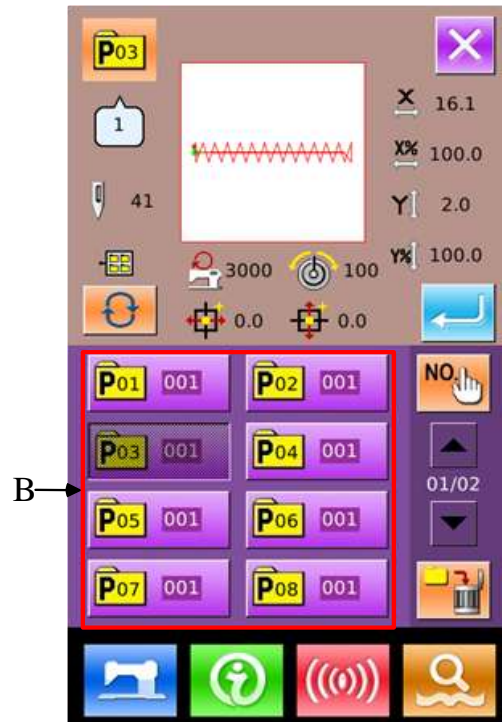 P03
X 16.1
1
X% 100.0
41
Y 2.0
Y% 100.0
3000 100
0.0 0.0
P01 001 P02 001
NO.
P03 001 P04 001
01/02
B
P05 001 P06 001
P07 001 P08 001